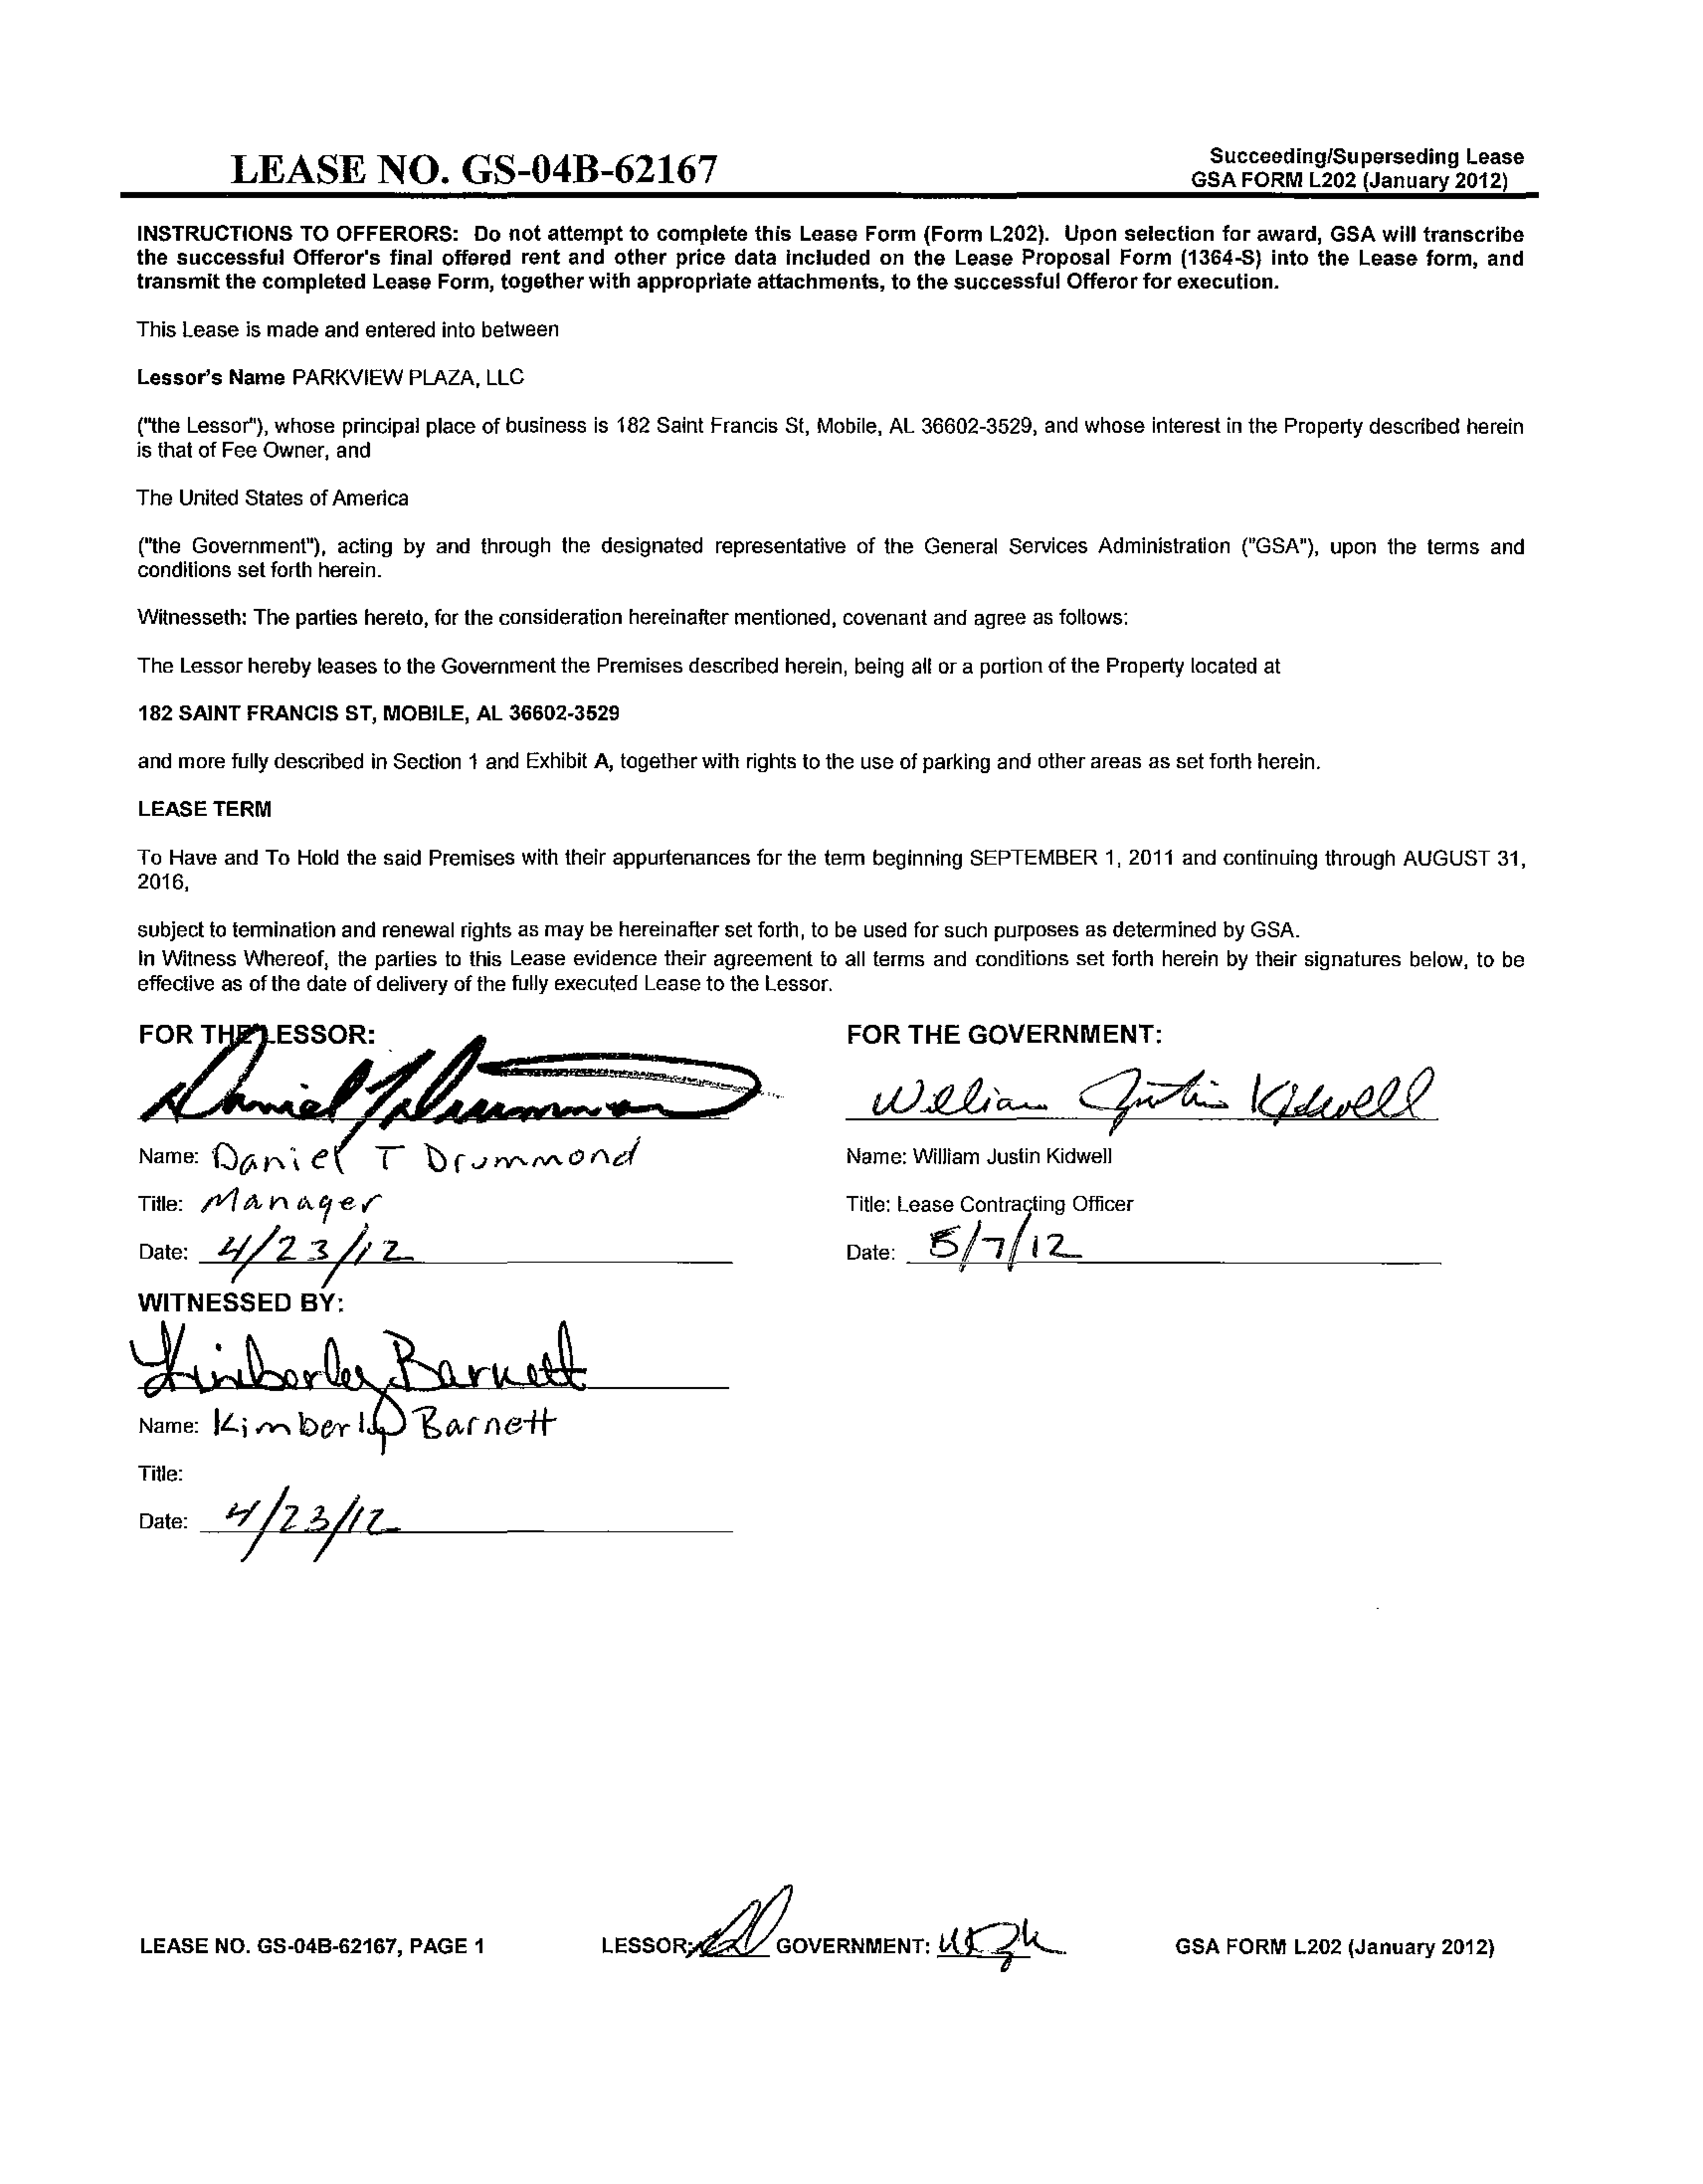 LEASE NO. GS-04B-62167
Succeeding/Superseding Lease
GSA FORM L202 (January 2012)
INSTRUCTIONS TO OFFERORS: Do not attempt to complete this Lease Form (Form L202). Upon selection for award, GSA will transcribe
the successful Offeror's final offered rent and other price data included on the Lease Proposal Form (1364-S) into the Lease form, and
transmit the completed Lease Form, together with appropriate attachments, to the successful Offeror for execution.
This Lease is made and entered into between
Lessor's Name PARKVIEW PLAZA, LLC
("the Lessor"), whose principal place of business is 182 Saint Francis St, Mobile, AL 36602-3529, and whose interest in the Property described herein
is that of Fee Owner, and
The United States of America
("the Government"), acting by and through the designated representative of the General Services Administration ("GSA"), upon the terms and
conditions set forth herein.
Witnesseth: The parties hereto, for the consideration hereinafter mentioned, covenant and agree as follows:
The Lessor hereby leases to the Government the Premises described herein, being all or a portion of the Property located at
182 SAINT FRANCIS ST, MOBILE, AL 36602-3529
and more fully described in Section 1 and Exhibit A, together with rights to the use of parking and other areas as set forth herein.
LEASE TERM
To Have and To Hold the said Premises with their appurtenances for the term beginning SEPTEMBER 1, 2011 and continuing through AUGUST 31,
2016,
subject to termination and renewal rights as may be hereinafter set forth, to be used for such purposes as determined by GSA.
In Witness Whereof, the parties to this Lease evidence their agreement to all terms and conditions set forth herein by their signatures below, to be
effective as of the date of delivery of the fully executed Lease to the Lessor.
FOR THE LESSOR:
Daniel T Drummond
Name: Daniel T Drummond
Title: Manager
Date: 4/23/12
FOR THE GOVERNMENT:
William Justin Kidwell
Name: William Justin Kidwell
Title: Lease Contracting Officer
Date: 5/7/12
WITNESSED BY:
Kimberley Barnett
Name: Kimberly Barnett
Title:
Date: 4/23/12
LEASE NO. GS-04B-62167, PAGE 1
LESSOR: GOVERNMENT: WJK
GSA FORM L202 (January 2012)